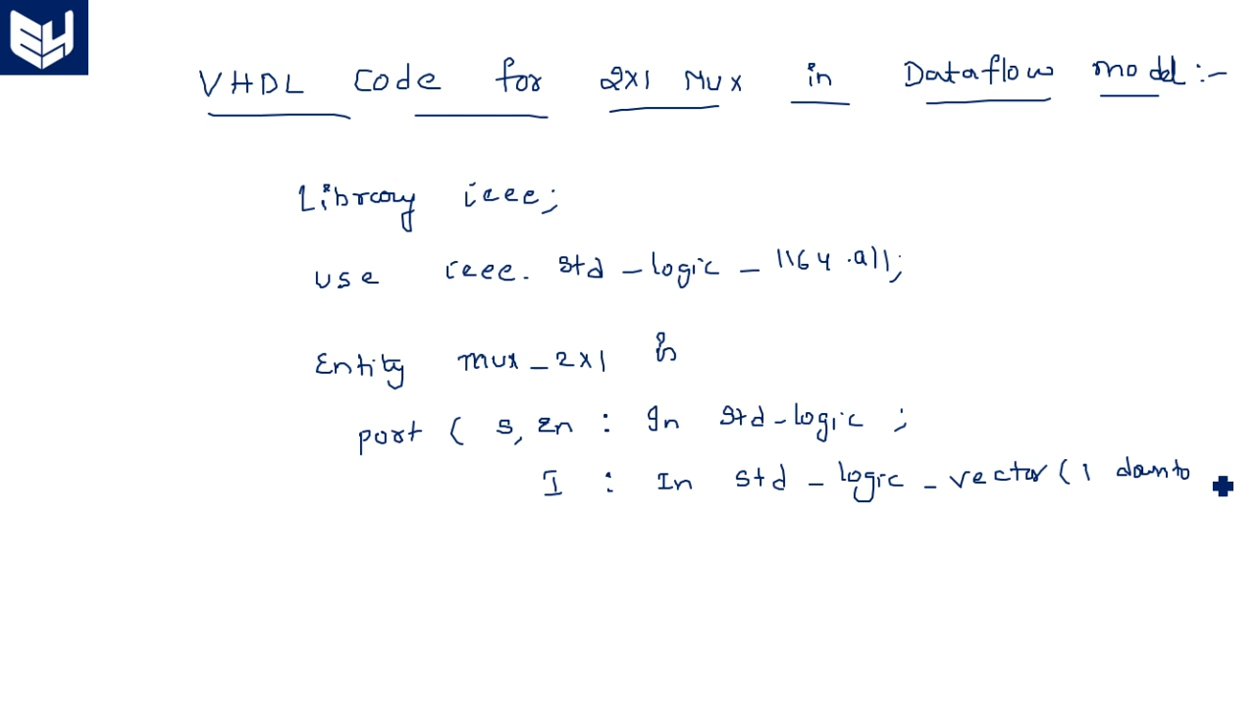 VHDL Code for 2x1 Mux in Dataflow model :-
Library ieee;
use ieee. std_logic_1164.all;
Entity mux_2x1 is
port ( s, En : In std_logic ;
I : In std_logic_vector (1 downto